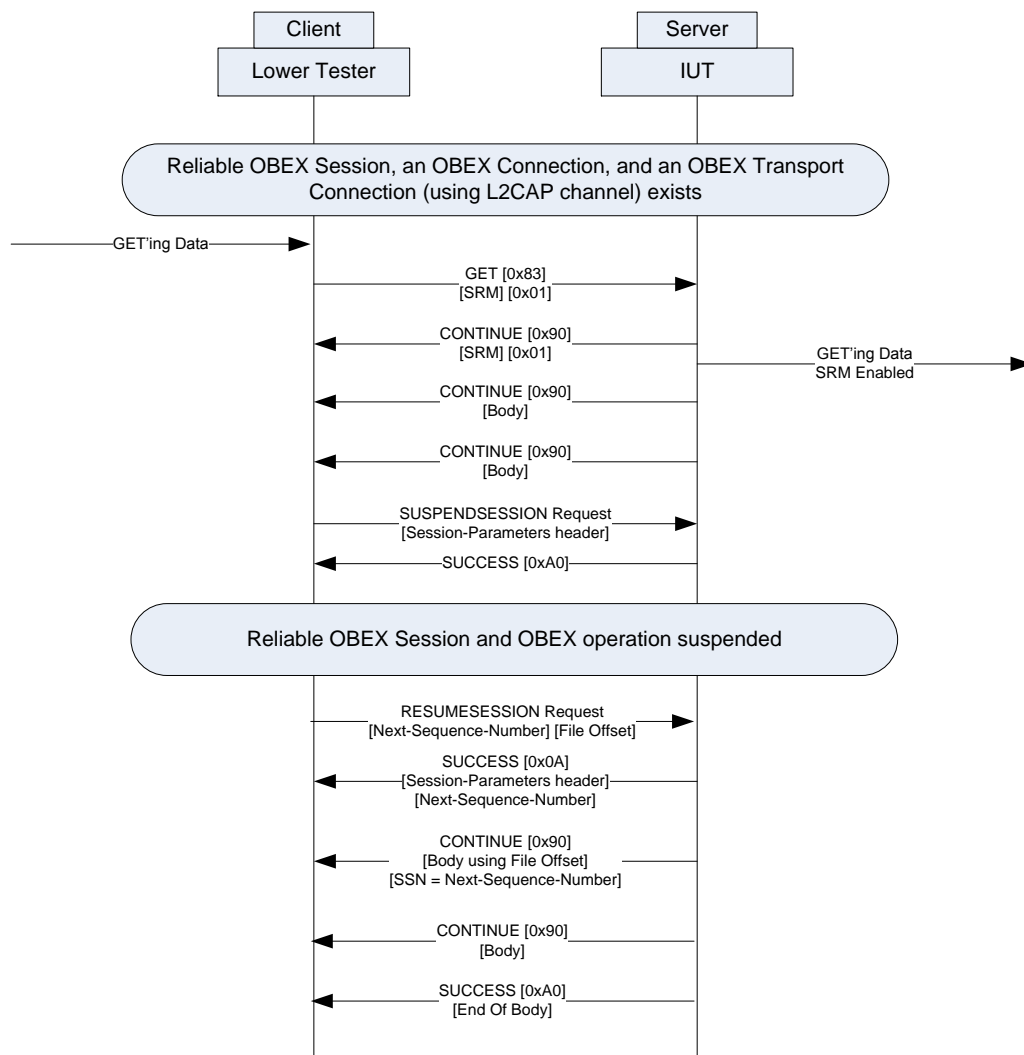 Client
Server
Lower Tester
IUT
Reliable OBEX Session, an OBEX Connection, and an OBEX Transport
Connection (using L2CAP channel) exists
GET'ing Data
GET [0x83]
[SRM] [0x01]
CONTINUE [0x90]
[SRM] [0x01]
GET'ing Data
SRM Enabled
CONTINUE [0x90]
[Body]
CONTINUE [0x90]
[Body]
SUSPENDSESSION Request
[Session-Parameters header]
SUCCESS [0xA0]
Reliable OBEX Session and OBEX operation suspended
RESUMESESSION Request
[Next-Sequence-Number] [File Offset]
SUCCESS [0x0A]
[Session-Parameters header]
[Next-Sequence-Number]
CONTINUE [0x90]
[Body using File Offset]
[SSN = Next-Sequence-Number]
CONTINUE [0x90]
[Body]
SUCCESS [0xA0]
[End Of Body]